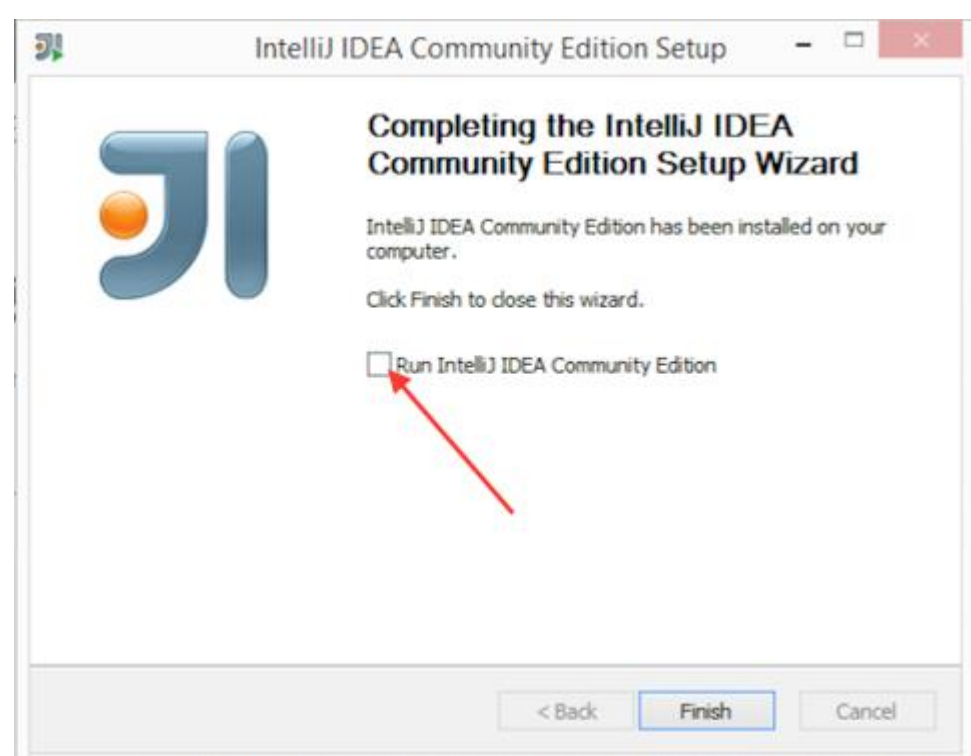 IntelliJ IDEA Community Edition Setup
Completing the IntelliJ IDEA
Community Edition Setup Wizard
IntelliJ IDEA Community Edition has been installed on your
computer.
Click Finish to close this wizard.
Run IntelliJ IDEA Community Edition
< Back
Finish
Cancel